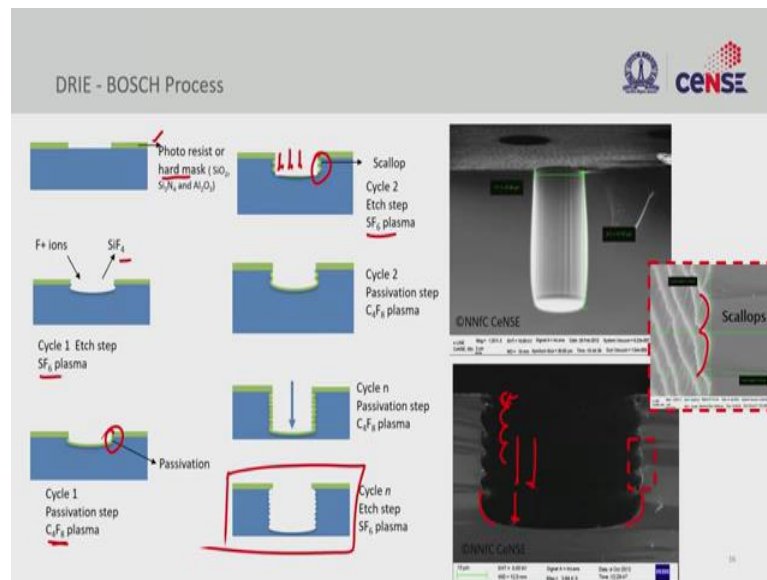 DRIE - BOSCH Process
CeNSE
Photo resist or
hard mask ( SiO2,
Si3N4 and Al2O3)
F+ ions
SiF4
Cycle 1 Etch step
SF6 plasma
Passivation
Cycle 1
Passivation step
C4F8 plasma
Scallop
Cycle 2
Etch step
SF6 plasma
Cycle 2
Passivation step
C4F8 plasma
Cycle n
Passivation step
C4F8 plasma
Cycle n
Etch step
SF6 plasma
©NNfC CeNSE
Scallops
©NNfC CeNSE